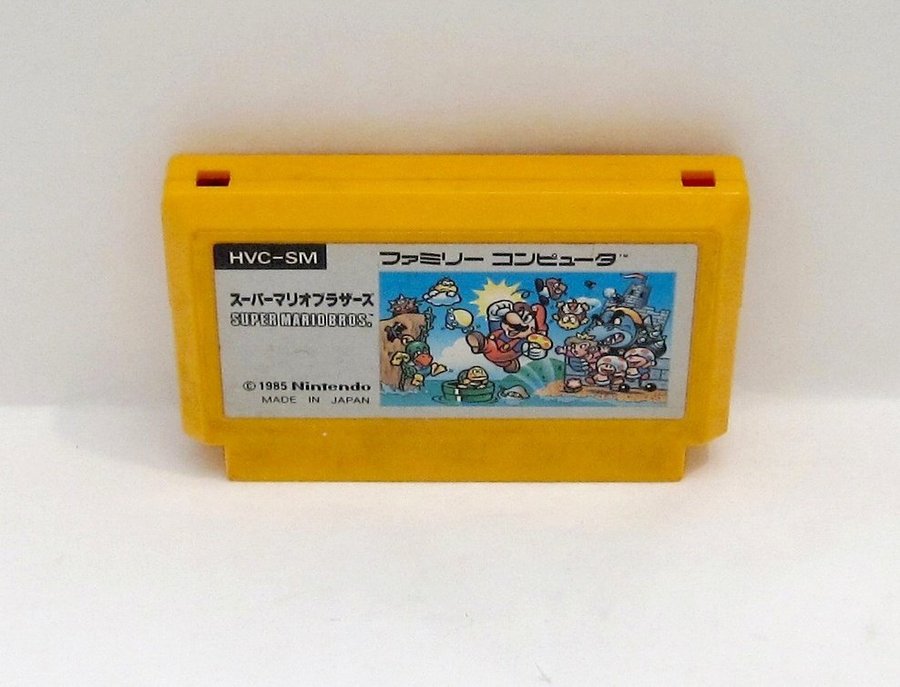 HVC-SM
ファミリー コンピュータ™
スーパーマリオブラザーズ
SUPER MARIO BROS.™
© 1985 Nintendo
MADE IN JAPAN